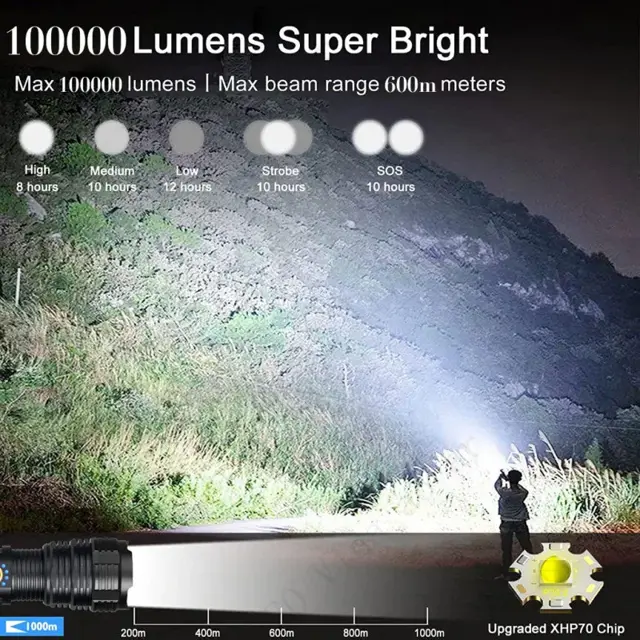 100000 Lumens Super Bright
Max 100000 lumens | Max beam range 600m meters
High Medium Low Strobe SOS
8 hours 10 hours 12 hours 10 hours 10 hours
1000m
200m 400m 600m 800m 1000m
Upgraded XHP70 Chip